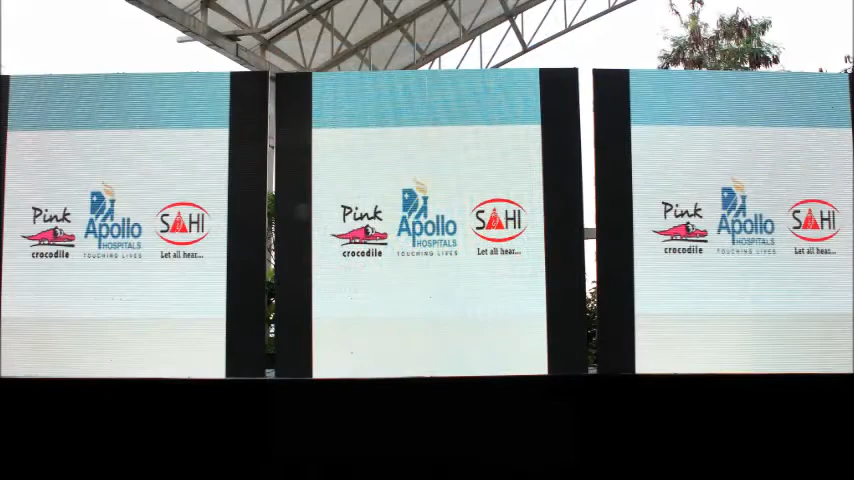 Pink
crocodile
Apollo
HOSPITALS
TOUCHING LIVES
SAHI
Let all hear...
Pink
crocodile
Apollo
HOSPITALS
TOUCHING LIVES
SAHI
Let all hear...
Pink
crocodile
Apollo
HOSPITALS
TOUCHING LIVES
SAHI
Let all hear...